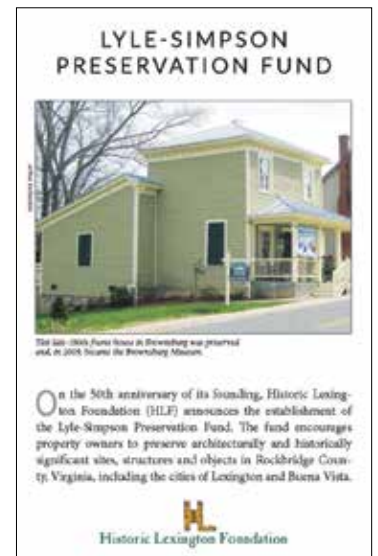 LYLE-SIMPSON
PRESERVATION FUND
This late-1800s frame house in Brownsburg was preserved
and, in 2009, became the Brownsburg Museum.
On the 50th anniversary of its founding, Historic Lexing-
ton Foundation (HLF) announces the establishment of
the Lyle-Simpson Preservation Fund. The fund encourages
property owners to preserve architecturally and historically
significant sites, structures and objects in Rockbridge Coun-
ty, Virginia, including the cities of Lexington and Buena Vista.
HL
Historic Lexington Foundation